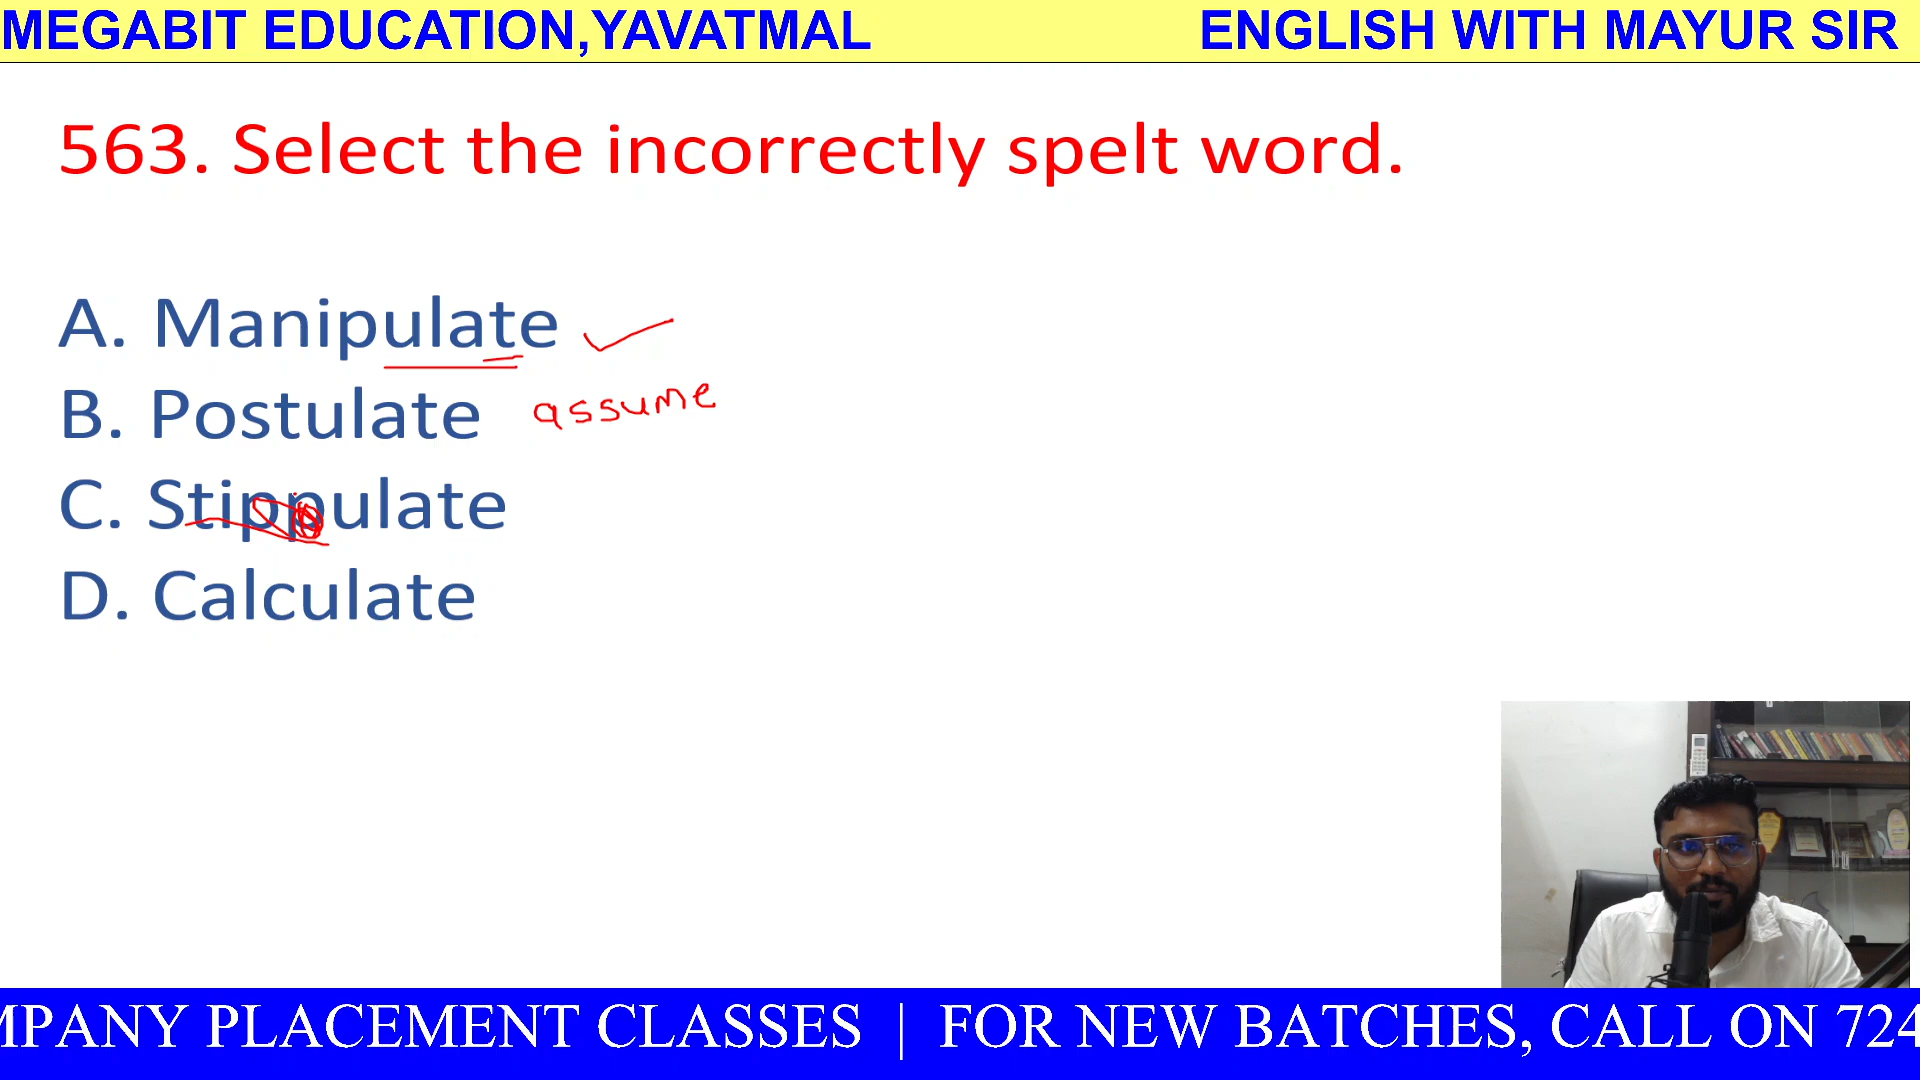 MEGABIT EDUCATION,YAVATMAL ENGLISH WITH MAYUR SIR
563. Select the incorrectly spelt word.
A. Manipulate
B. Postulate assume
C. Stippulate
D. Calculate
MPANY PLACEMENT CLASSES | FOR NEW BATCHES, CALL ON 724